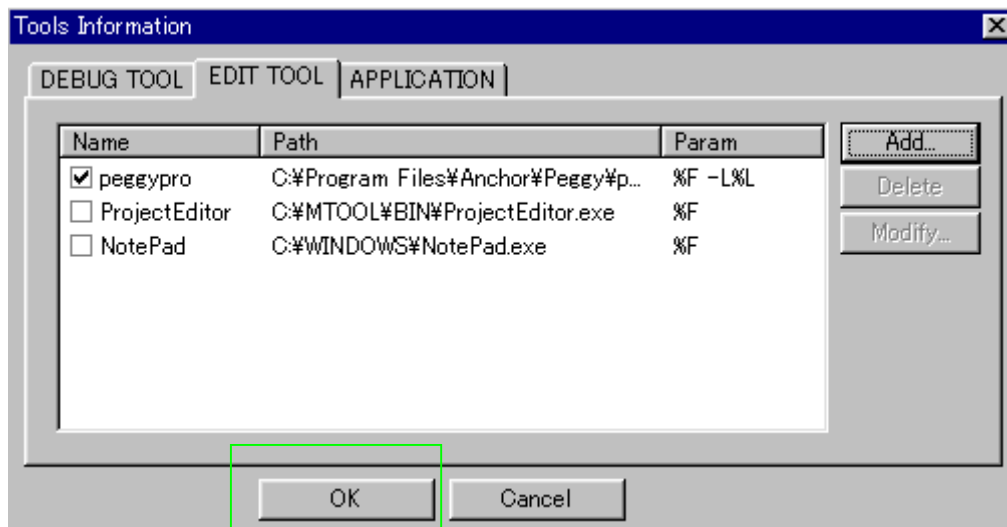 Tools Information
DEBUG TOOL EDIT TOOL APPLICATION
Name Path Param Add...
peggypro C:¥Program Files¥Anchor¥Peggy¥p... %F -L%L Delete
ProjectEditor C:¥MTOOL¥BIN¥ProjectEditor.exe %F
NotePad C:¥WINDOWS¥NotePad.exe %F Modify...
OK Cancel